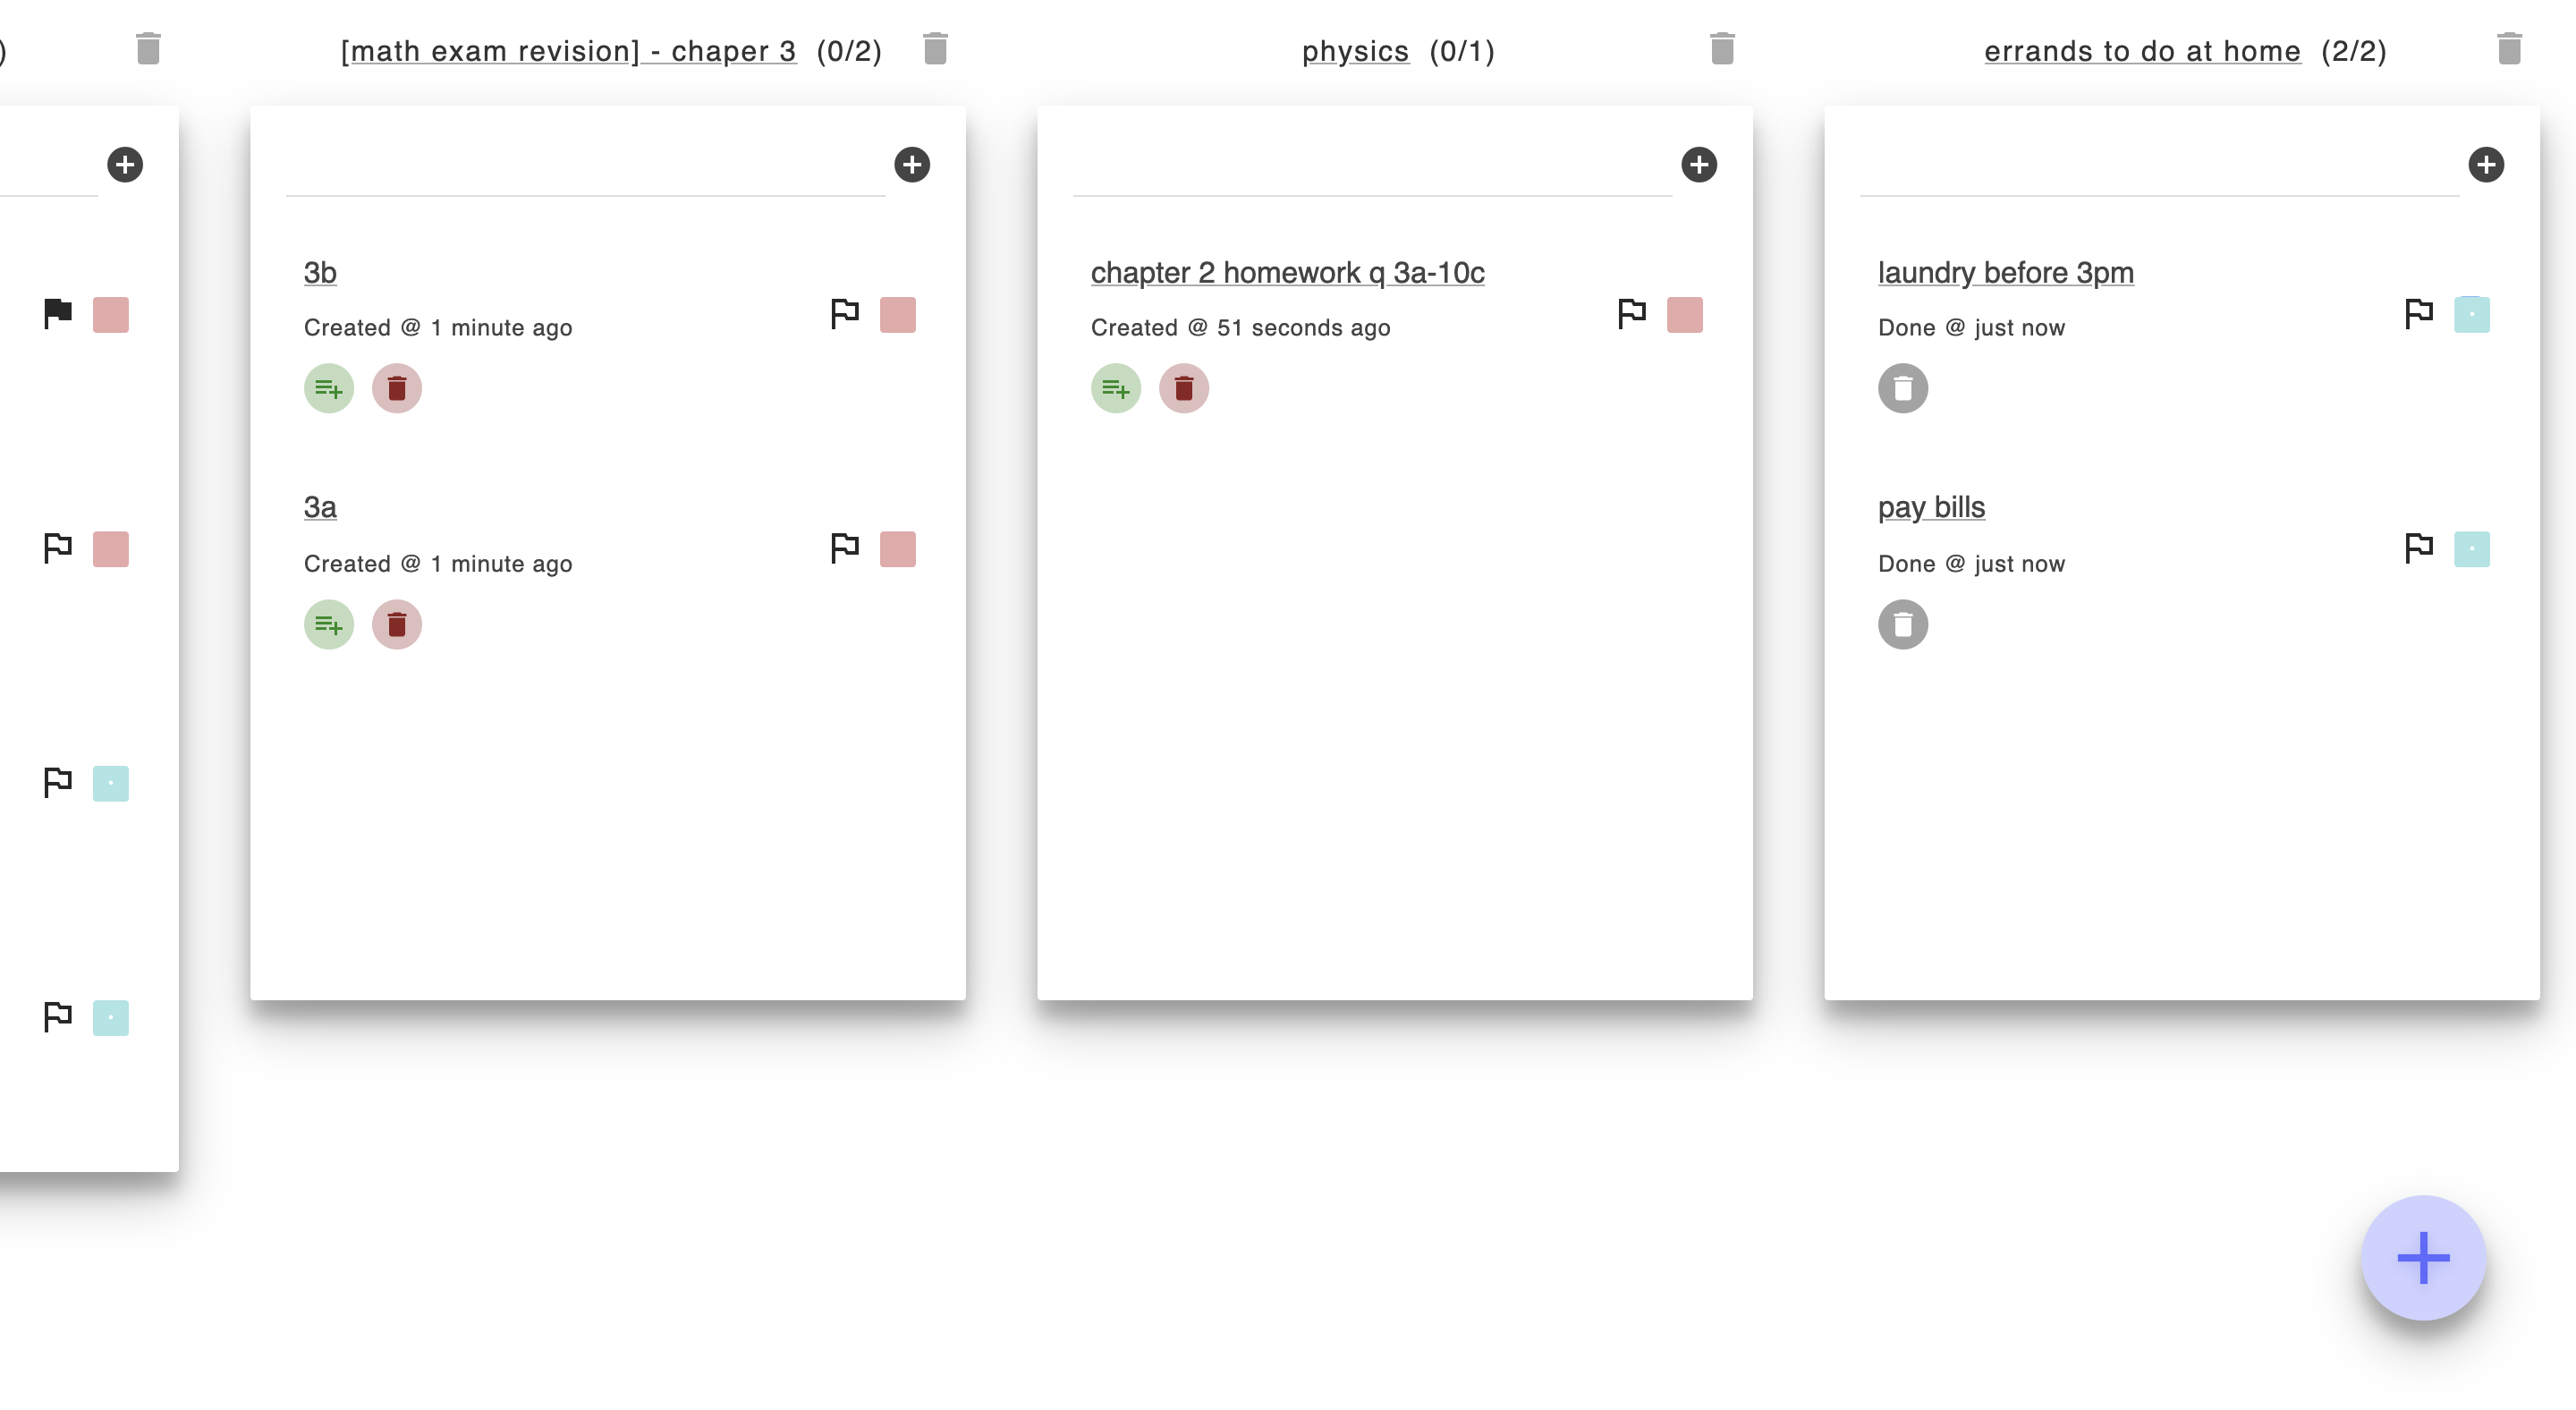 )
[math exam revision] - chaper 3 (0/2)
physics (0/1)
errands to do at home (2/2)
3b
Created @ 1 minute ago
3a
Created @ 1 minute ago
chapter 2 homework q 3a-10c
Created @ 51 seconds ago
laundry before 3pm
Done @ just now
pay bills
Done @ just now